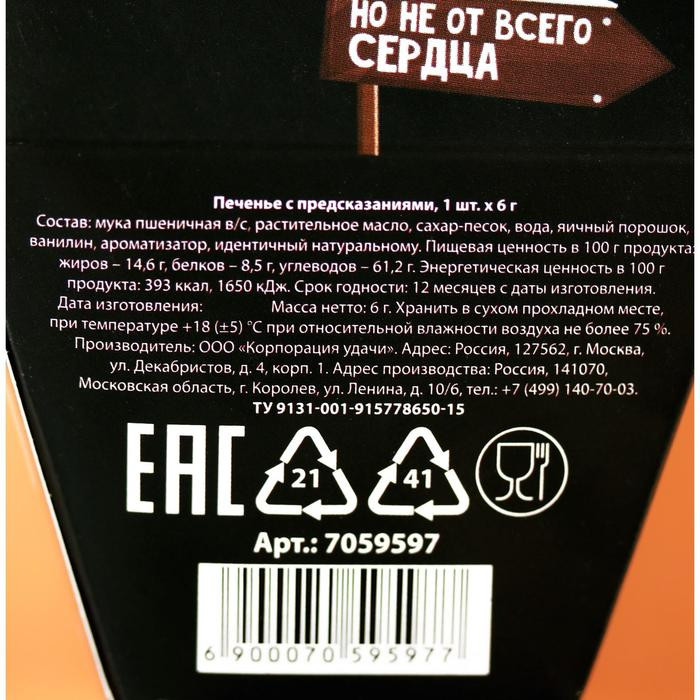 НО НЕ ОТ ВСЕГО
СЕРДЦА
Печенье с предсказаниями, 1 шт. х 6 г
Состав: мука пшеничная в/с, растительное масло, сахар-песок, вода, яичный порошок,
ванилин, ароматизатор, идентичный натуральному. Пищевая ценность в 100 г продукта:
жиров – 14,6 г, белков – 8,5 г, углеводов – 61,2 г. Энергетическая ценность в 100 г
продукта: 393 ккал, 1650 кДж. Срок годности: 12 месяцев с даты изготовления.
Дата изготовления: Масса нетто: 6 г. Хранить в сухом прохладном месте,
при температуре +18 (±5) °С при относительной влажности воздуха не более 75 %.
Производитель: ООО «Корпорация удачи». Адрес: Россия, 127562, г. Москва,
ул. Декабристов, д. 4, корп. 1. Адрес производства: Россия, 141070,
Московская область, г. Королев, ул. Ленина, д. 10/6, тел.: +7 (499) 140-70-03.
ТУ 9131-001-915778650-15
ЕАС 21 41
Арт.: 7059597
6 900070 595977